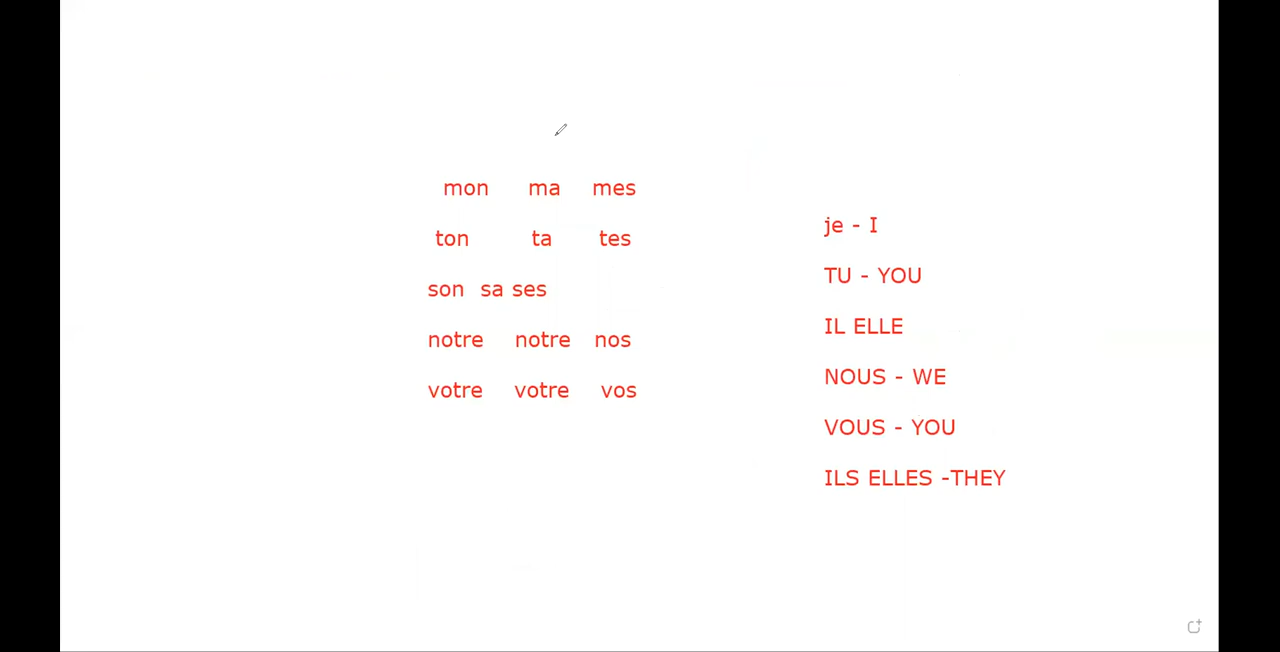 mon ma mes
ton ta tes
son sa ses
notre notre nos
votre votre vos
je - I
TU - YOU
IL ELLE
NOUS - WE
VOUS - YOU
ILS ELLES -THEY